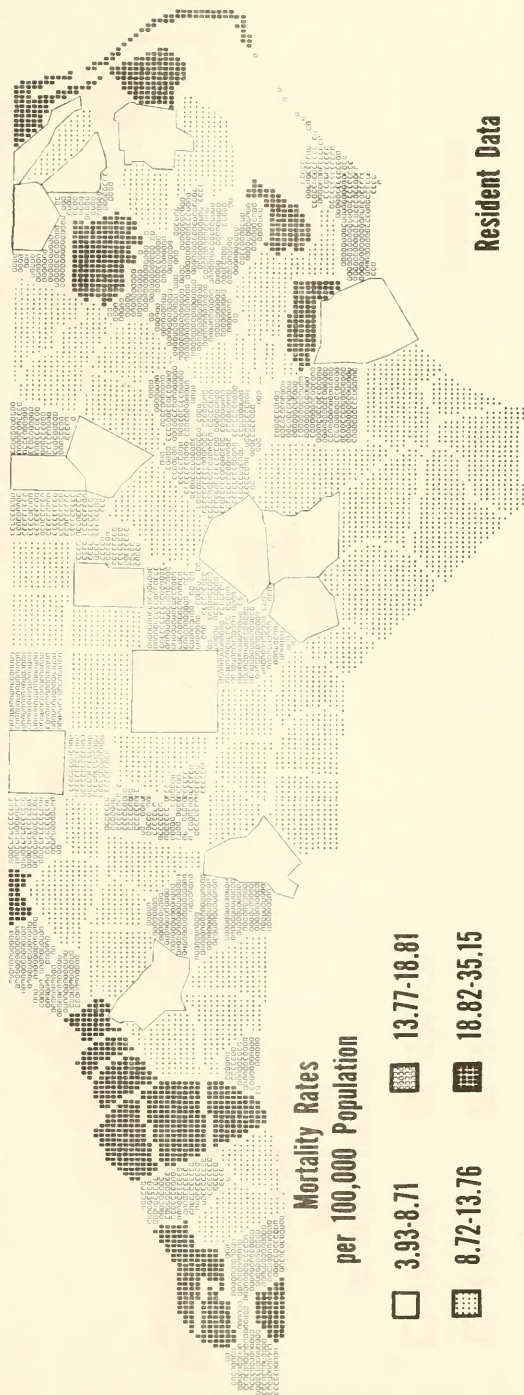 Mortality Rates
per 100,000 Population
3.93-8.71
13.77-18.81
8.72-13.76
18.82-35.15
Resident Data